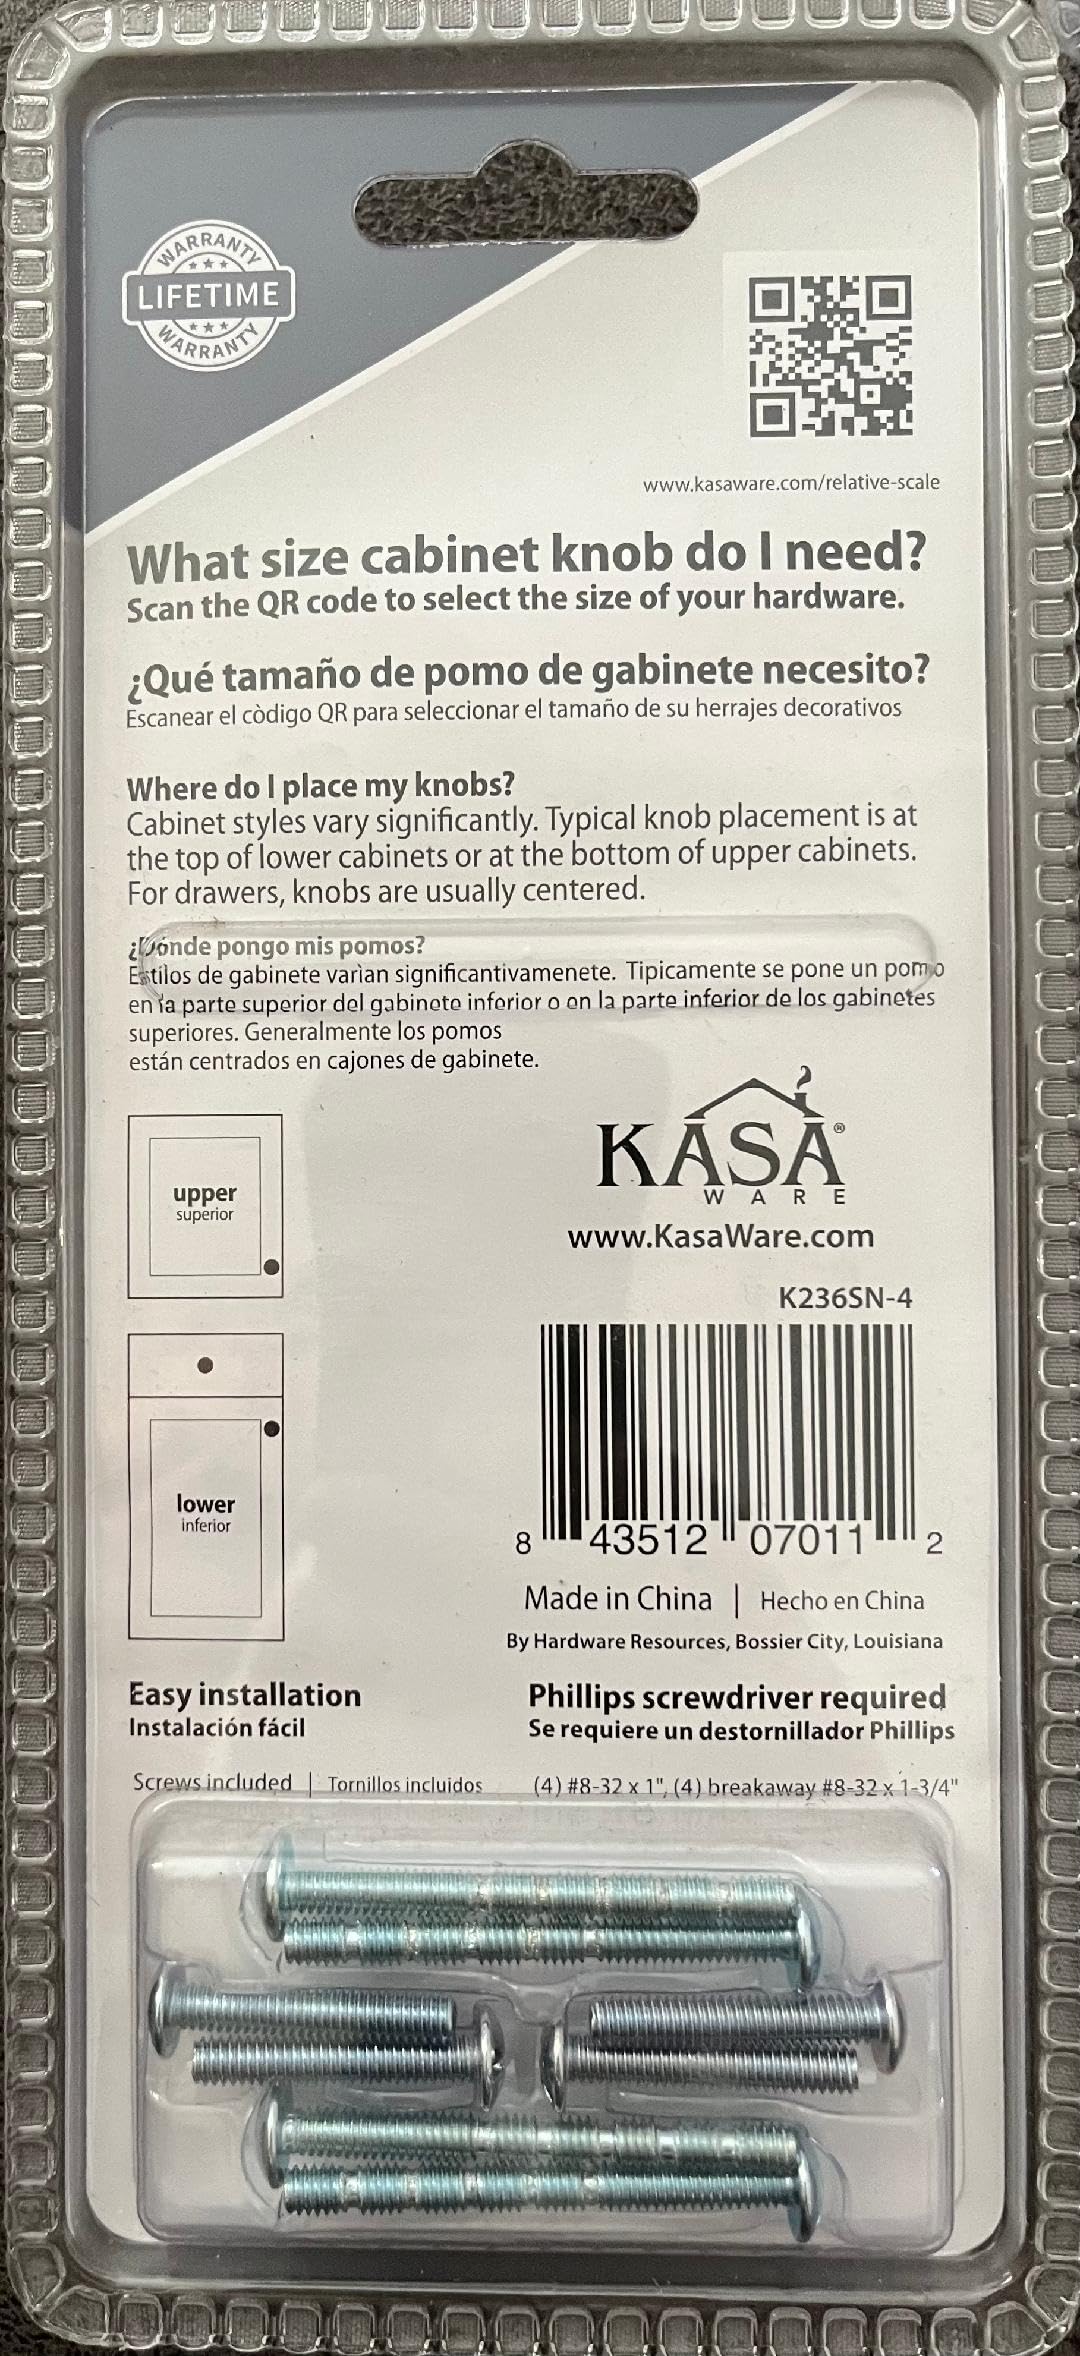 WARRANTY
LIFETIME
WARRANTY
www.kasaware.com/relative-scale
What size cabinet knob do I need?
Scan the QR code to select the size of your hardware.
¿Qué tamaño de pomo de gabinete necesito?
Escanear el còdigo QR para seleccionar el tamaño de su herrajes decorativos
Where do I place my knobs?
Cabinet styles vary significantly. Typical knob placement is at
the top of lower cabinets or at the bottom of upper cabinets.
For drawers, knobs are usually centered.
¿Dónde pongo mis pomos?
Estilos de gabinete varìan significantivamenete. Tipicamente se pone un pomo
en la parte superior del gabinete inferior o en la parte inferior de los gabinetes
superiores. Generalmente los pomos
están centrados en cajones de gabinete.
upper
superior
KASA®
WARE
www.KasaWare.com
K236SN-4
lower
inferior
8 43512 07011 2
Made in China | Hecho en China
By Hardware Resources, Bossier City, Louisiana
Easy installation
Instalación fácil
Phillips screwdriver required
Se requiere un destornillador Phillips
Screws included | Tornillos incluidos
(4) #8-32 x 1", (4) breakaway #8-32 x 1-3/4"